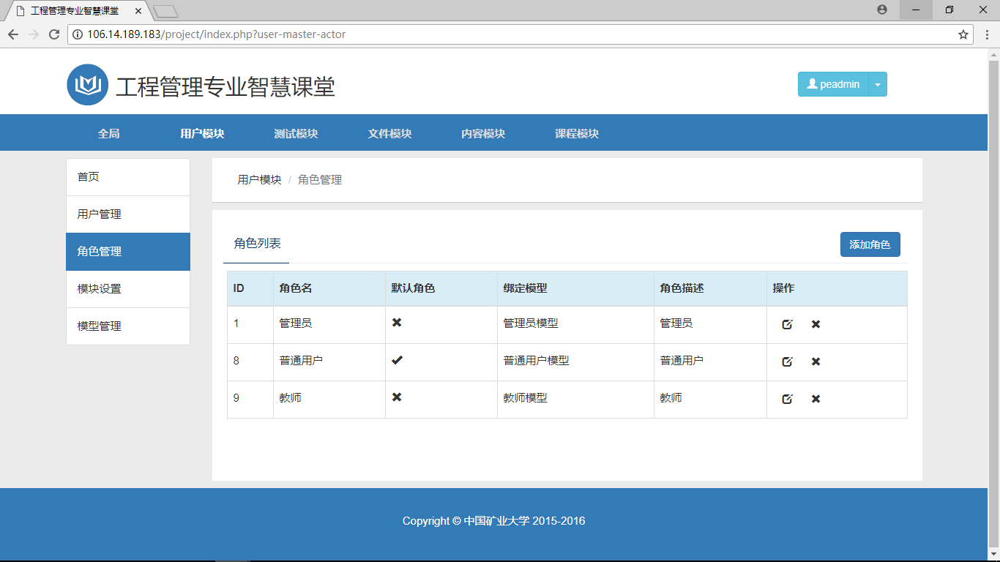 工程管理专业智慧课堂
106.14.189.183/project/index.php?user-master-actor
工程管理专业智慧课堂
peadmin
全局 用户模块 测试模块 文件模块 内容模块 课程模块
首页
用户管理
角色管理
模块设置
模型管理
用户模块 / 角色管理
角色列表
添加角色
ID 角色名 默认角色 绑定模型 角色描述 操作
1 管理员 管理员模型 管理员
8 普通用户 普通用户模型 普通用户
9 教师 教师模型 教师
Copyright © 中国矿业大学 2015-2016